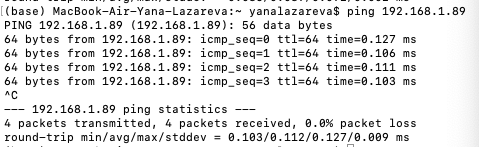 [(base) MacBook-Air-Yana-Lazareva:~ yanalazareva$ ping 192.168.1.89
PING 192.168.1.89 (192.168.1.89): 56 data bytes
64 bytes from 192.168.1.89: icmp_seq=0 ttl=64 time=0.127 ms
64 bytes from 192.168.1.89: icmp_seq=1 ttl=64 time=0.106 ms
64 bytes from 192.168.1.89: icmp_seq=2 ttl=64 time=0.111 ms
64 bytes from 192.168.1.89: icmp_seq=3 ttl=64 time=0.103 ms
^C
--- 192.168.1.89 ping statistics ---
4 packets transmitted, 4 packets received, 0.0% packet loss
round-trip min/avg/max/stddev = 0.103/0.112/0.127/0.009 ms